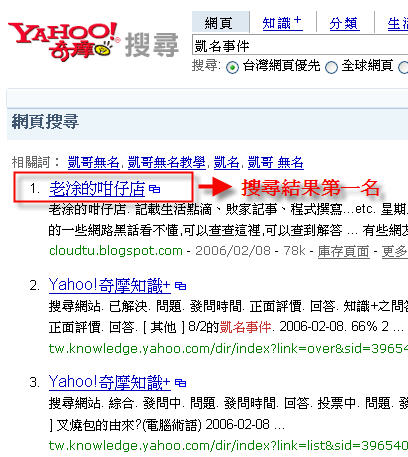 YAHOO! 奇摩 搜尋
網頁 知識+ 分類 生活
凱名事件
搜尋: 台灣網頁優先 全球網頁
網頁搜尋
相關詞： 凱哥無名, 凱哥無名教學, 凱名, 凱哥 無名
1. 老涂的咁仔店 搜尋結果第一名
老涂的咁仔店. 記載生活點滴、敗家記事、程式撰寫...etc. 星期
的一些網路黑話看不懂,可以查查這裡,可以查到解答 ... 有些網友
cloudtu.blogspot.com - 2006/02/08 - 78k - 庫存頁面 - 更多
2. Yahoo!奇摩知識+
搜尋網站. 已解決. 問題. 發問時間. 正面評價. 回答. 知識+之問答
正面評價. 回答. [ 其他 ] 8/2的凱名事件. 2006-02-08. 66% 2 ...
tw.knowledge.yahoo.com/dir/index?link=over&sid=39654
3. Yahoo!奇摩知識+
搜尋網站. 綜合. 發問中. 問題. 發問時間. 回答. 投票中. 問題. 發
] 叉燒包的由來?(電腦術語) 2006-02-08 ...
tw.knowledge.yahoo.com/dir/index?link=list&sid=39654